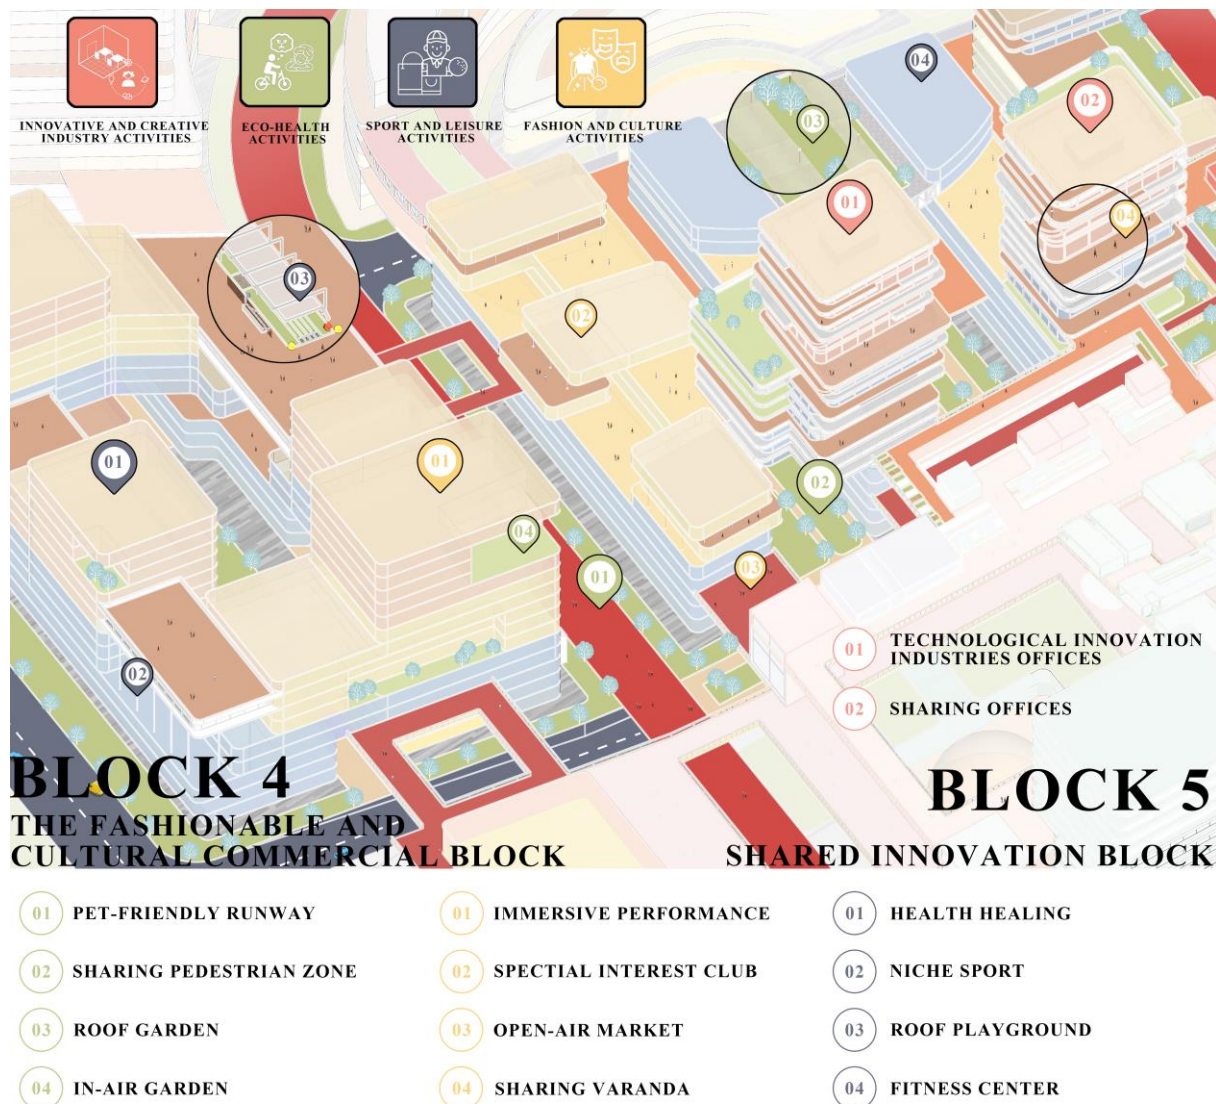 INNOVATIVE AND CREATIVE
INDUSTRY ACTIVITIES
ECO-HEALTH
ACTIVITIES
SPORT AND LEISURE
ACTIVITIES
FASHION AND CULTURE
ACTIVITIES
04
02
03
01
04
03
02
01
01
02
04
01
03
02
01 TECHNOLOGICAL INNOVATION
INDUSTRIES OFFICES
02 SHARING OFFICES
BLOCK 4
THE FASHIONABLE AND
CULTURAL COMMERCIAL BLOCK
BLOCK 5
SHARED INNOVATION BLOCK
01 PET-FRIENDLY RUNWAY
02 SHARING PEDESTRIAN ZONE
03 ROOF GARDEN
04 IN-AIR GARDEN
01 IMMERSIVE PERFORMANCE
02 SPECTIAL INTEREST CLUB
03 OPEN-AIR MARKET
04 SHARING VARANDA
01 HEALTH HEALING
02 NICHE SPORT
03 ROOF PLAYGROUND
04 FITNESS CENTER